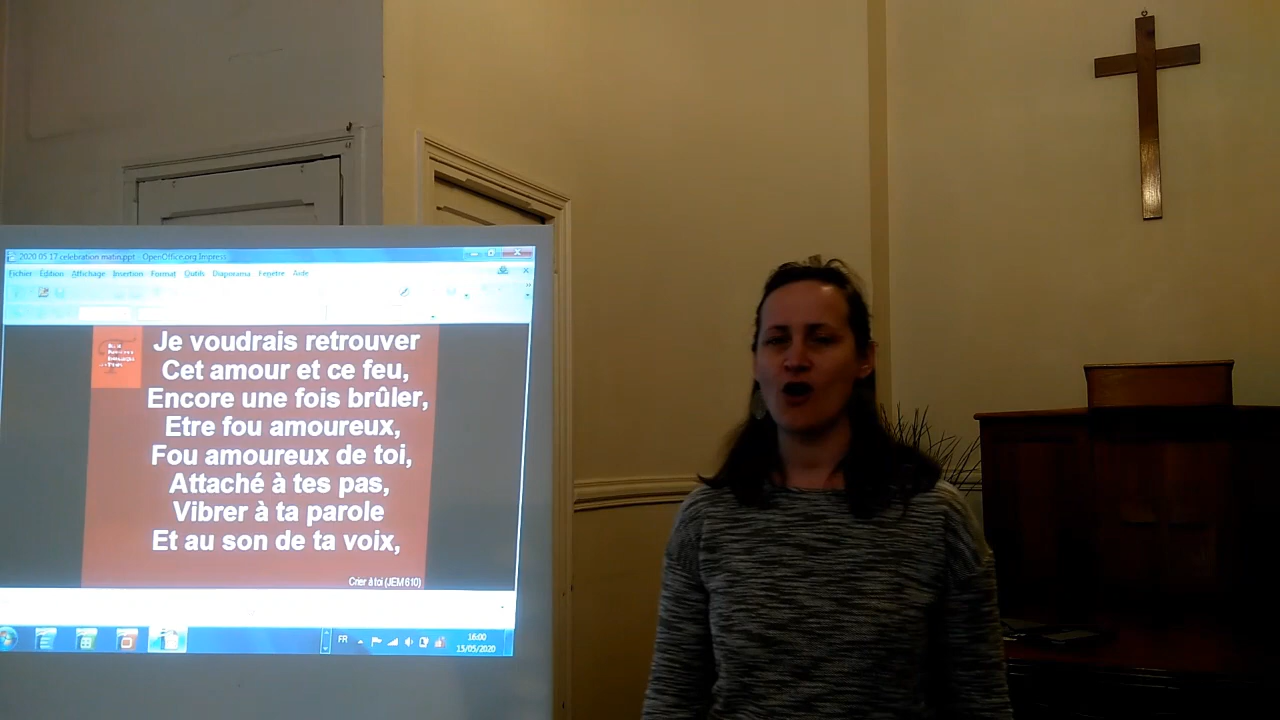 2020 05 17 celebration matin.ppt - OpenOffice.org Impress
Fichier Édition Affichage Insertion Format Outils Diaporama Fenêtre Aide
Je voudrais retrouver
Cet amour et ce feu,
Encore une fois brûler,
Etre fou amoureux,
Fou amoureux de toi,
Attaché à tes pas,
Vibrer à ta parole
Et au son de ta voix,
Crier à toi (JEM 610)
FR
16:00
15/05/2020